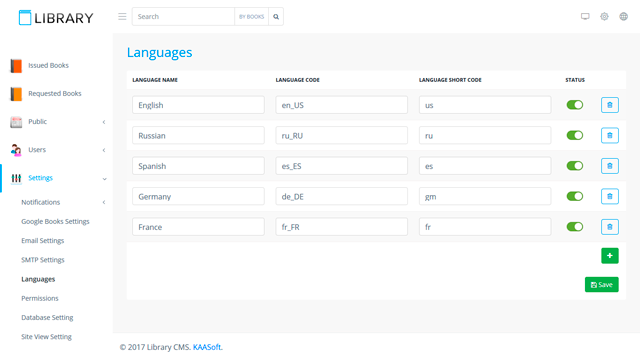 LIBRARY
Search
BY BOOKS
Issued Books
Requested Books
Public
Users
Settings
Notifications
Google Books Settings
Email Settings
SMTP Settings
Languages
Permissions
Database Setting
Site View Setting
Languages
LANGUAGE NAME LANGUAGE CODE LANGUAGE SHORT CODE STATUS
English en_US us
Russian ru_RU ru
Spanish es_ES es
Germany de_DE gm
France fr_FR fr
Save
© 2017 Library CMS. KAASoft.